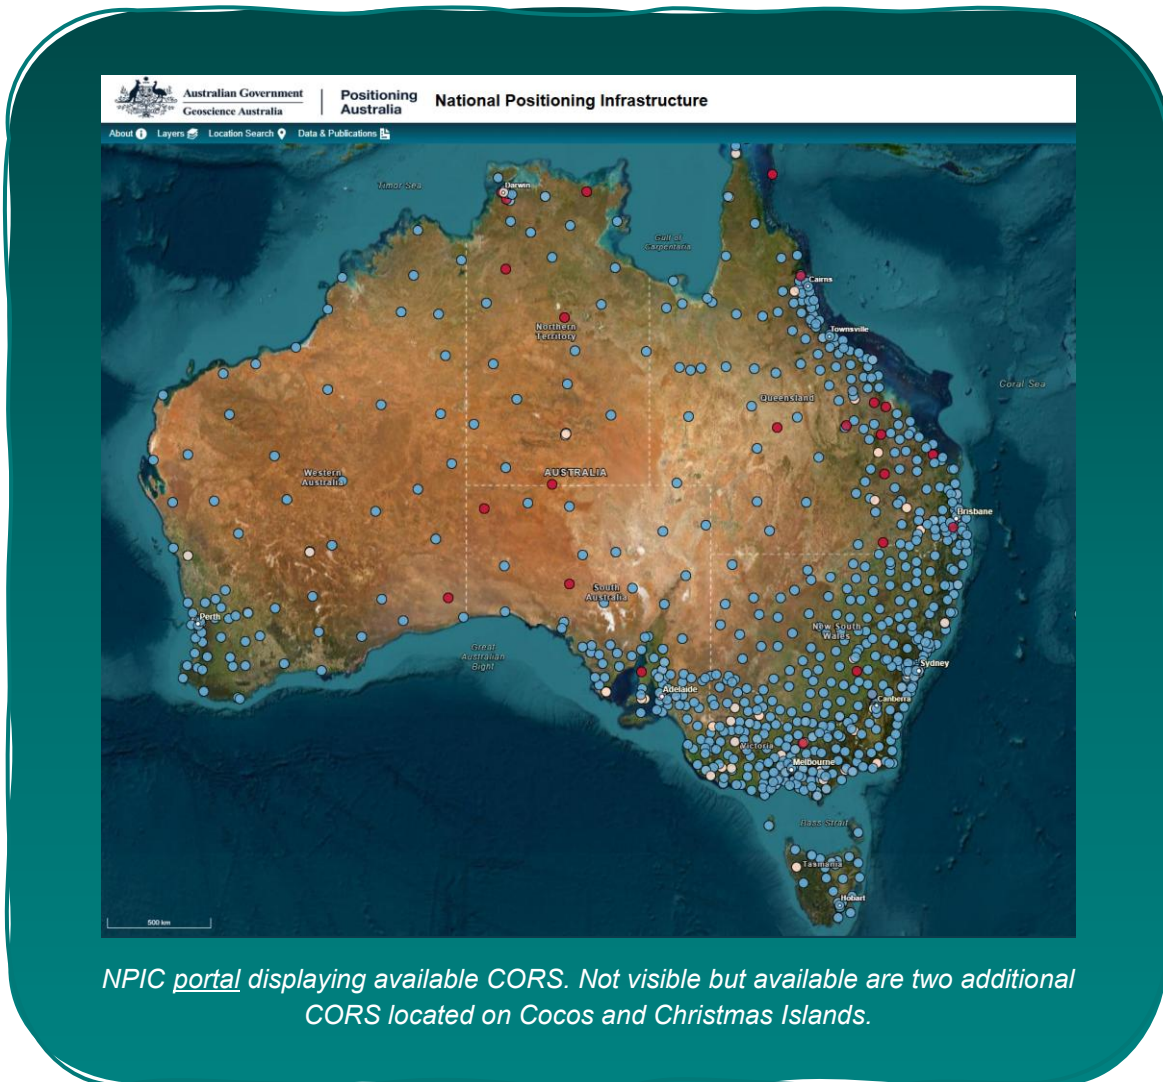 Australian Government
Geoscience Australia
Positioning
Australia
National Positioning Infrastructure
About
Layers
Location Search
Data & Publications
Timor Sea
Darwin
Gulf of
Carpentaria
Cairns
Northern
Territory
Townsville
Coral Sea
Queensland
Western
Australia
AUSTRALIA
Brisbane
South
Australia
New South
Wales
Perth
Great
Australian
Bight
Sydney
Adelaide
Canberra
Victoria
Melbourne
Bass Strait
Tasmania
Hobart
500 km
NPIC portal displaying available CORS. Not visible but available are two additional
CORS located on Cocos and Christmas Islands.